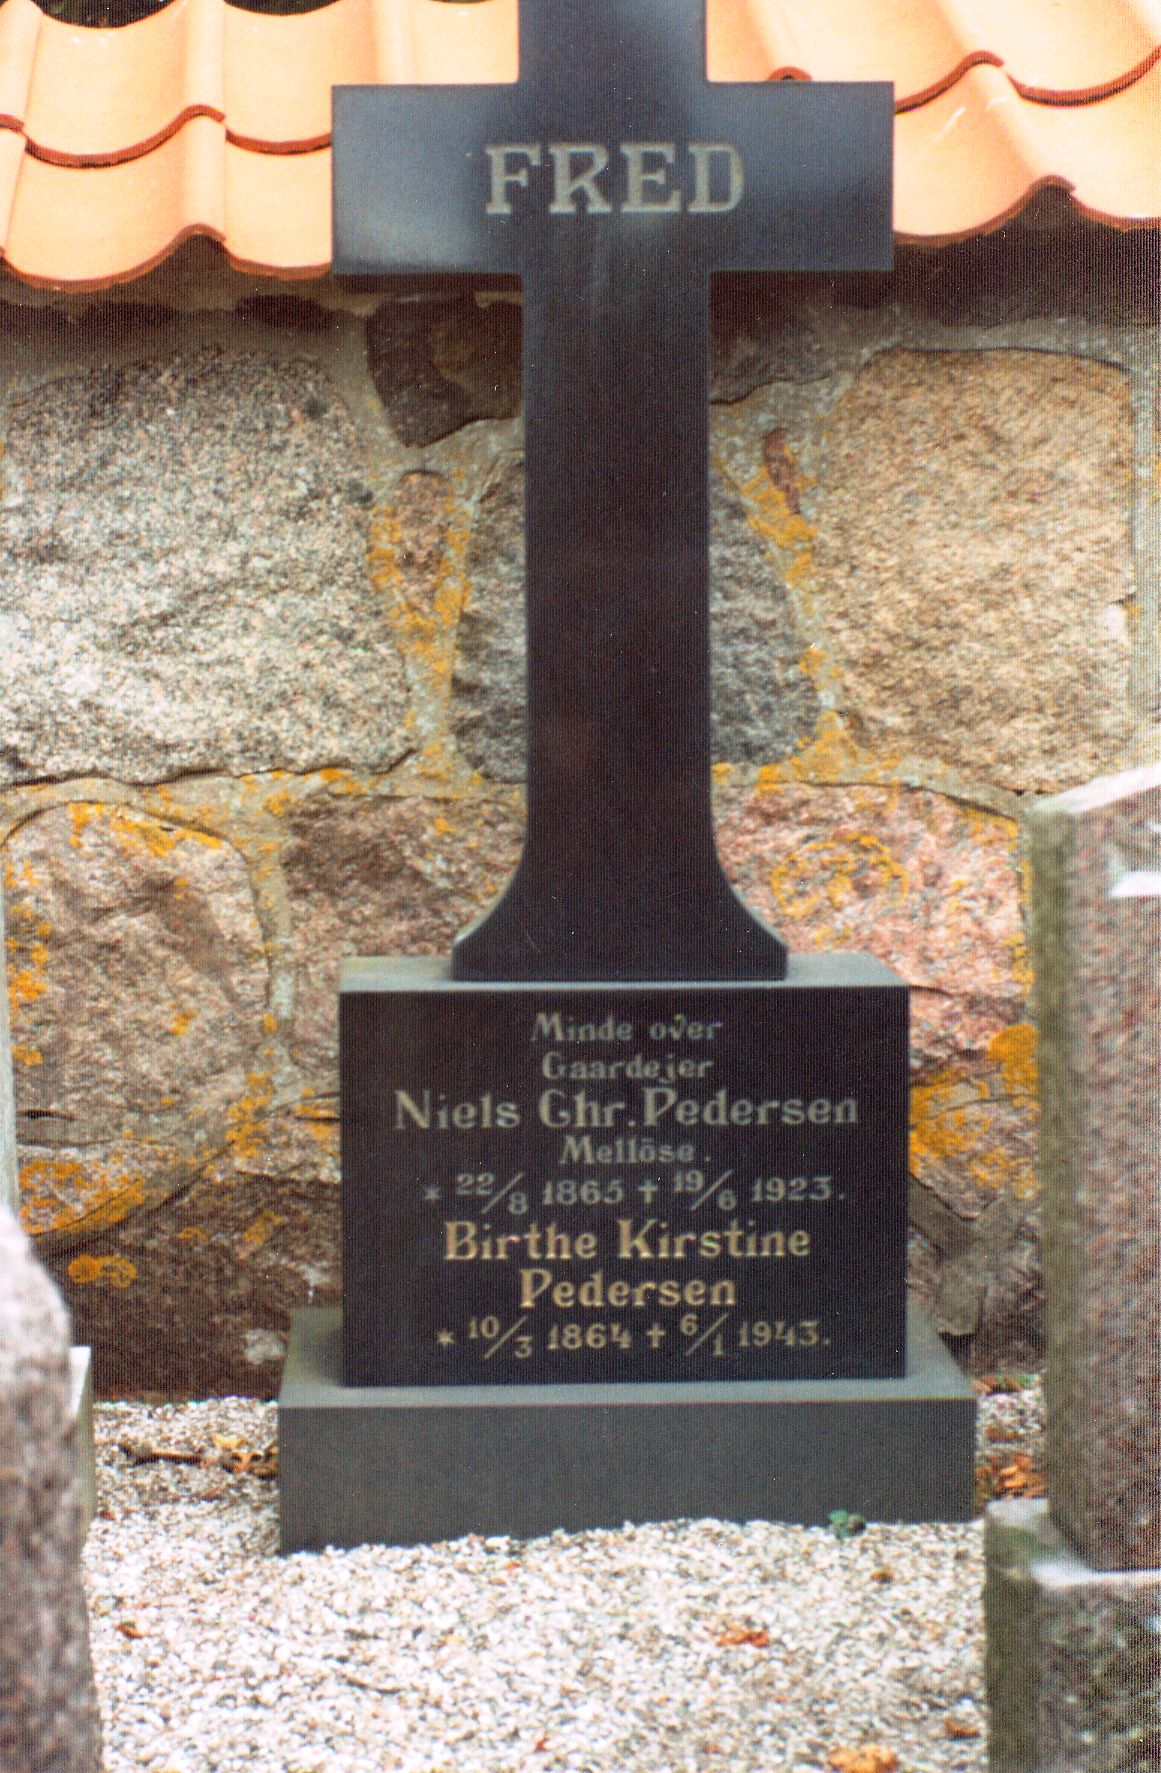 FRED
Minde over
Gaardejer
Niels Chr. Pedersen
Mellöse.
* 22/8 1865 † 19/6 1923.
Birthe Kirstine
Pedersen
* 10/3 1864 † 6/1 1943.